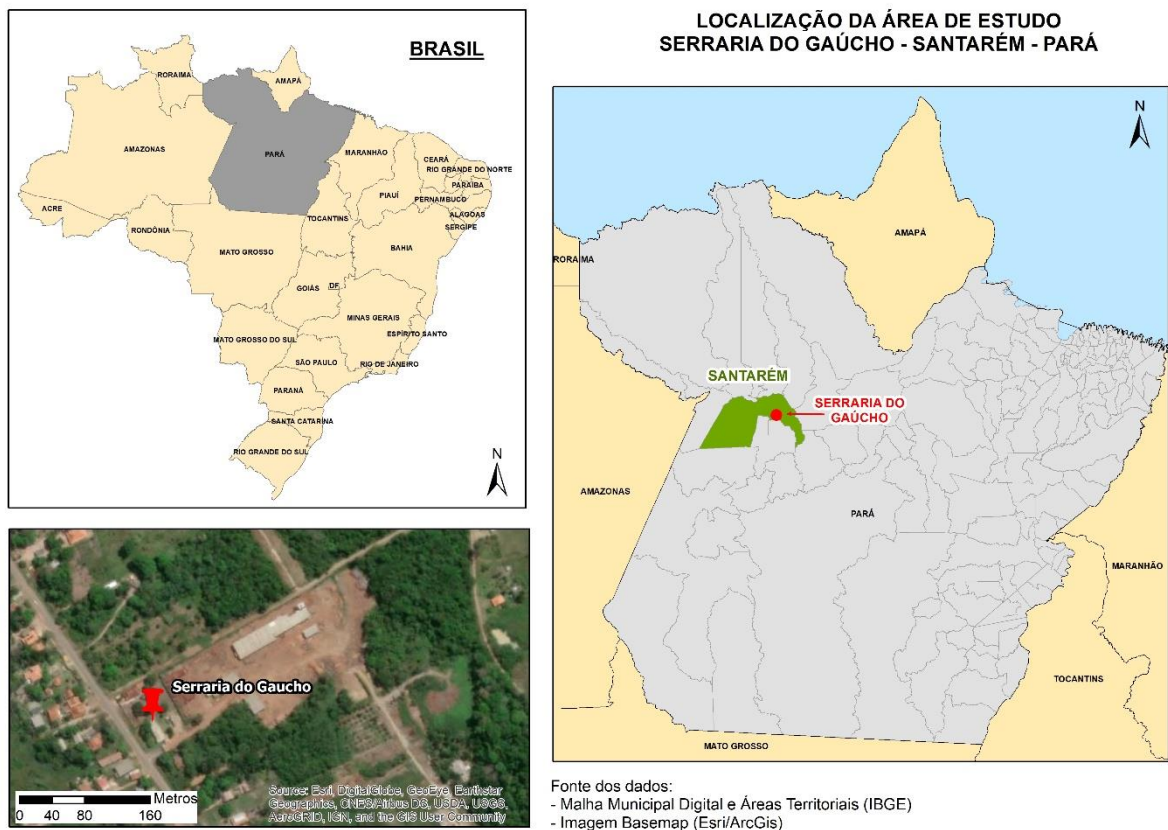 LOCALIZAÇÃO DA ÁREA DE ESTUDO
SERRARIA DO GAÚCHO - SANTARÉM - PARÁ
BRASIL
RORAIMA
AMAPÁ
AMAZONAS
PARÁ
MARANHÃO
CEARÁ
RIO GRANDE DO NORTE
PARAÍBA
PIAUÍ
PERNAMBUCO
ACRE
ALAGOAS
SERGIPE
TOCANTINS
RONDÔNIA
MATO GROSSO
BAHIA
GOIÁS
DF
MINAS GERAIS
ESPÍRITO SANTO
MATO GROSSO DO SUL
SÃO PAULO
RIO DE JANEIRO
PARANÁ
SANTA CATARINA
RIO GRANDE DO SUL
N
N
AMAPÁ
RORAIMA
SANTARÉM
SERRARIA DO
GAÚCHO
AMAZONAS
PARÁ
MARANHÃO
TOCANTINS
MATO GROSSO
Serraria do Gaucho
Metros
0 40 80 160
Source: Esri, DigitalGlobe, GeoEye, Earthstar
Geographics, CNES/Airbus DS, USDA, USGS,
AeroGRID, IGN, and the GIS User Community
Fonte dos dados:
- Malha Municipal Digital e Áreas Territoriais (IBGE)
- Imagem Basemap (Esri/ArcGis)